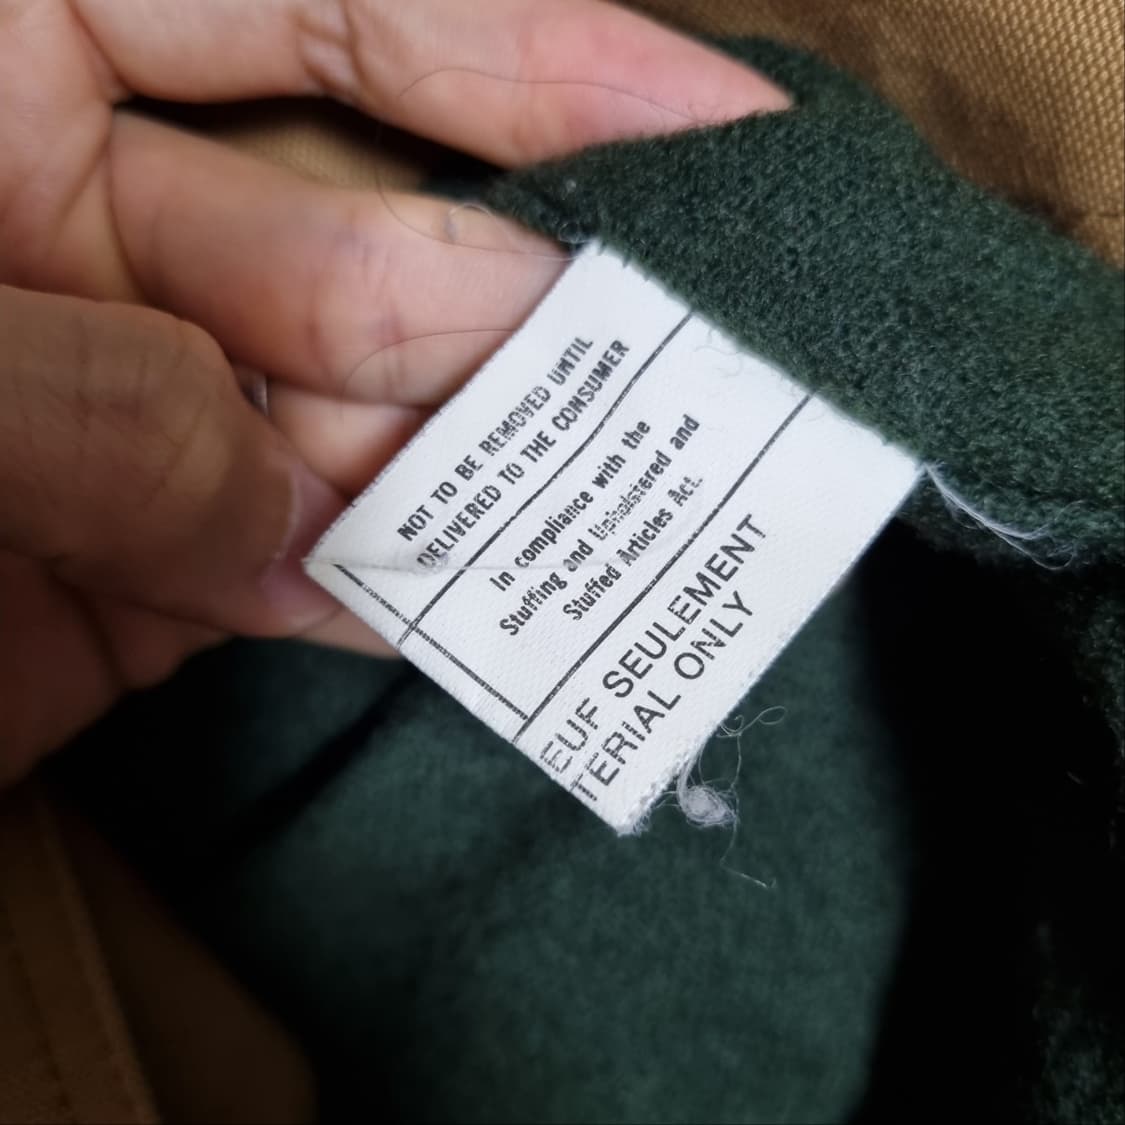 NOT TO BE REMOVED UNTIL
DELIVERED TO THE CONSUMER
In compliance with the
Stuffing and Upholstered and
Stuffed Articles Act.
EUF SEULEMENT
TERIAL ONLY